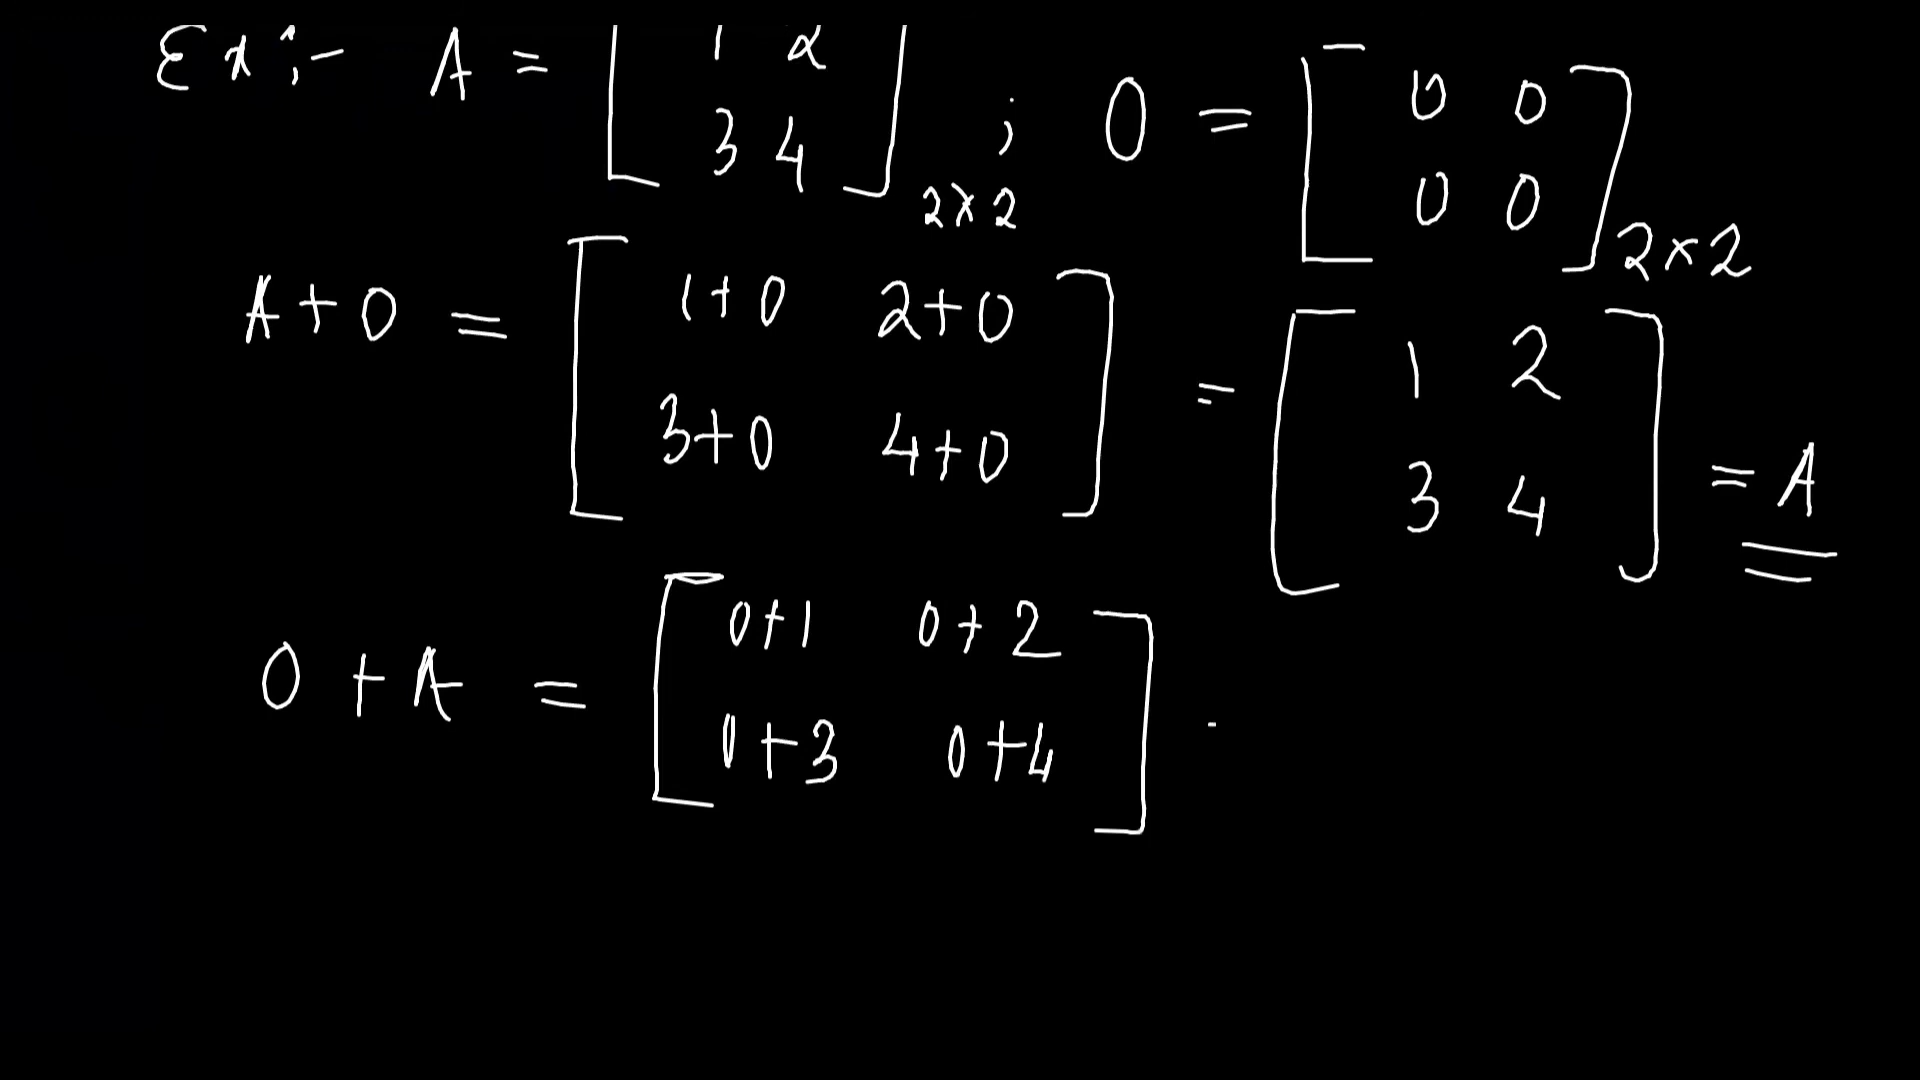 Ex:- A = [1 2
3 4]2×2 ; O = [0 0
0 0]2×2
A+O = [1+0 2+0
3+0 4+0] = [1 2
3 4] = A
O + A = [0+1 0+2
0+3 0+4]